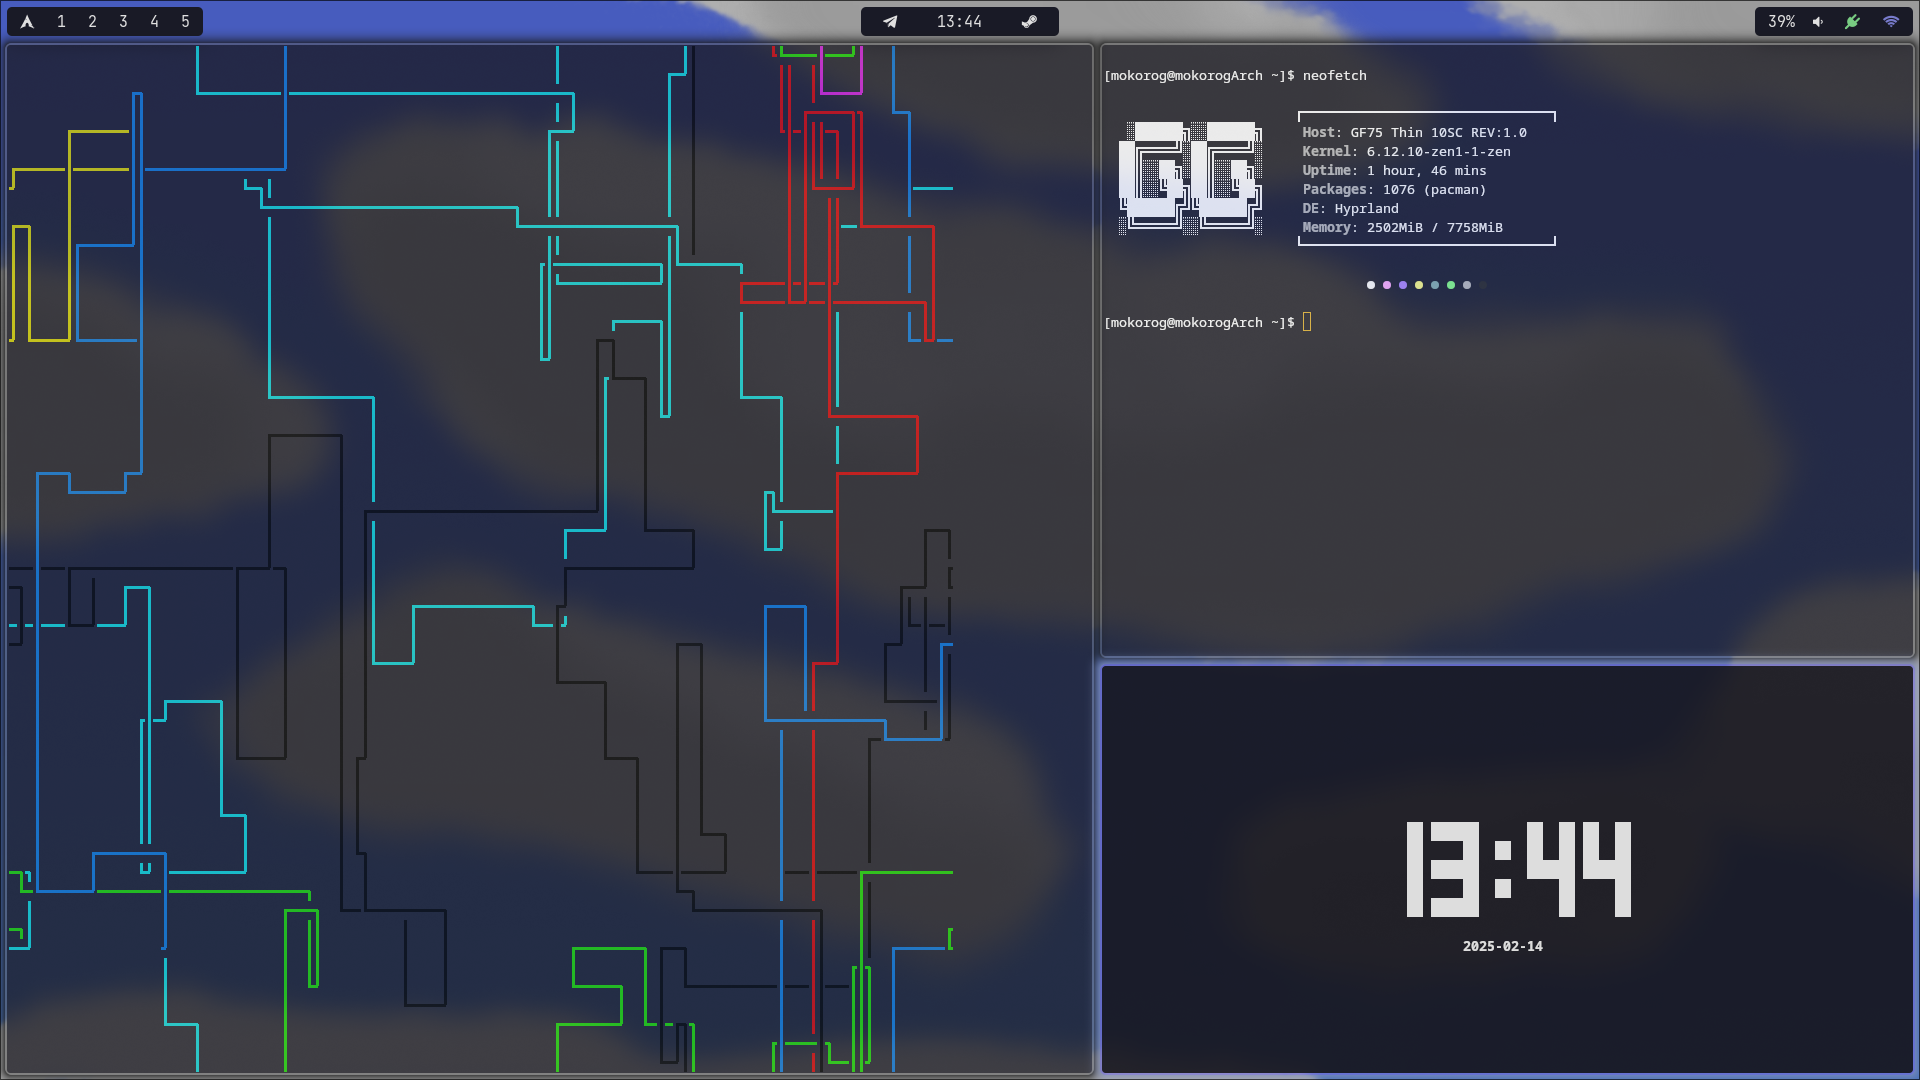 1 2 3 4 5
13:44
39%
[mokorog@mokorogArch ~]$ neofetch
GG
Host: GF75 Thin 10SC REV:1.0
Kernel: 6.12.10-zen1-1-zen
Uptime: 1 hour, 46 mins
Packages: 1076 (pacman)
DE: Hyprland
Memory: 2502MiB / 7758MiB
[mokorog@mokorogArch ~]$
13:44
2025-02-14